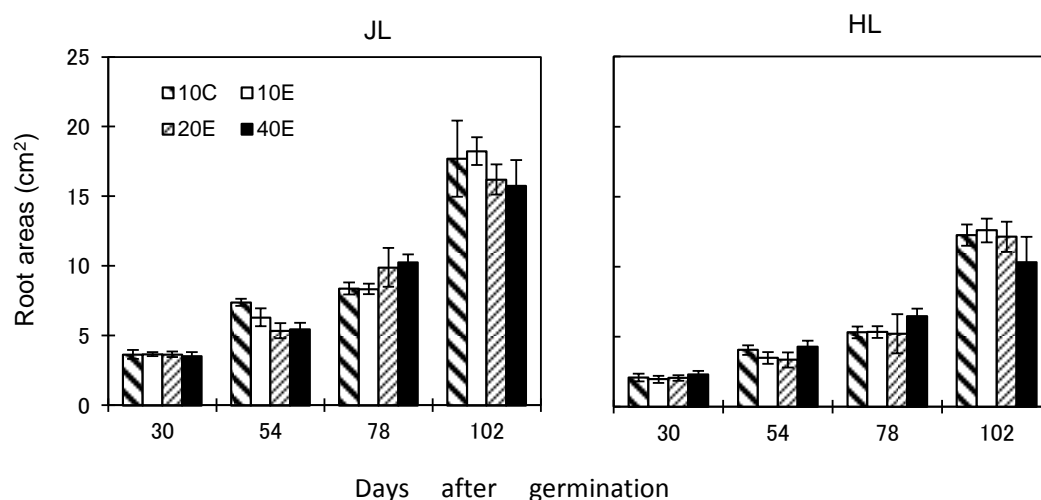 JL
HL
Root areas (cm²)
25
20
15
10
5
0
10C 10E
20E 40E
30 54 78 102
30 54 78 102
Days after germination